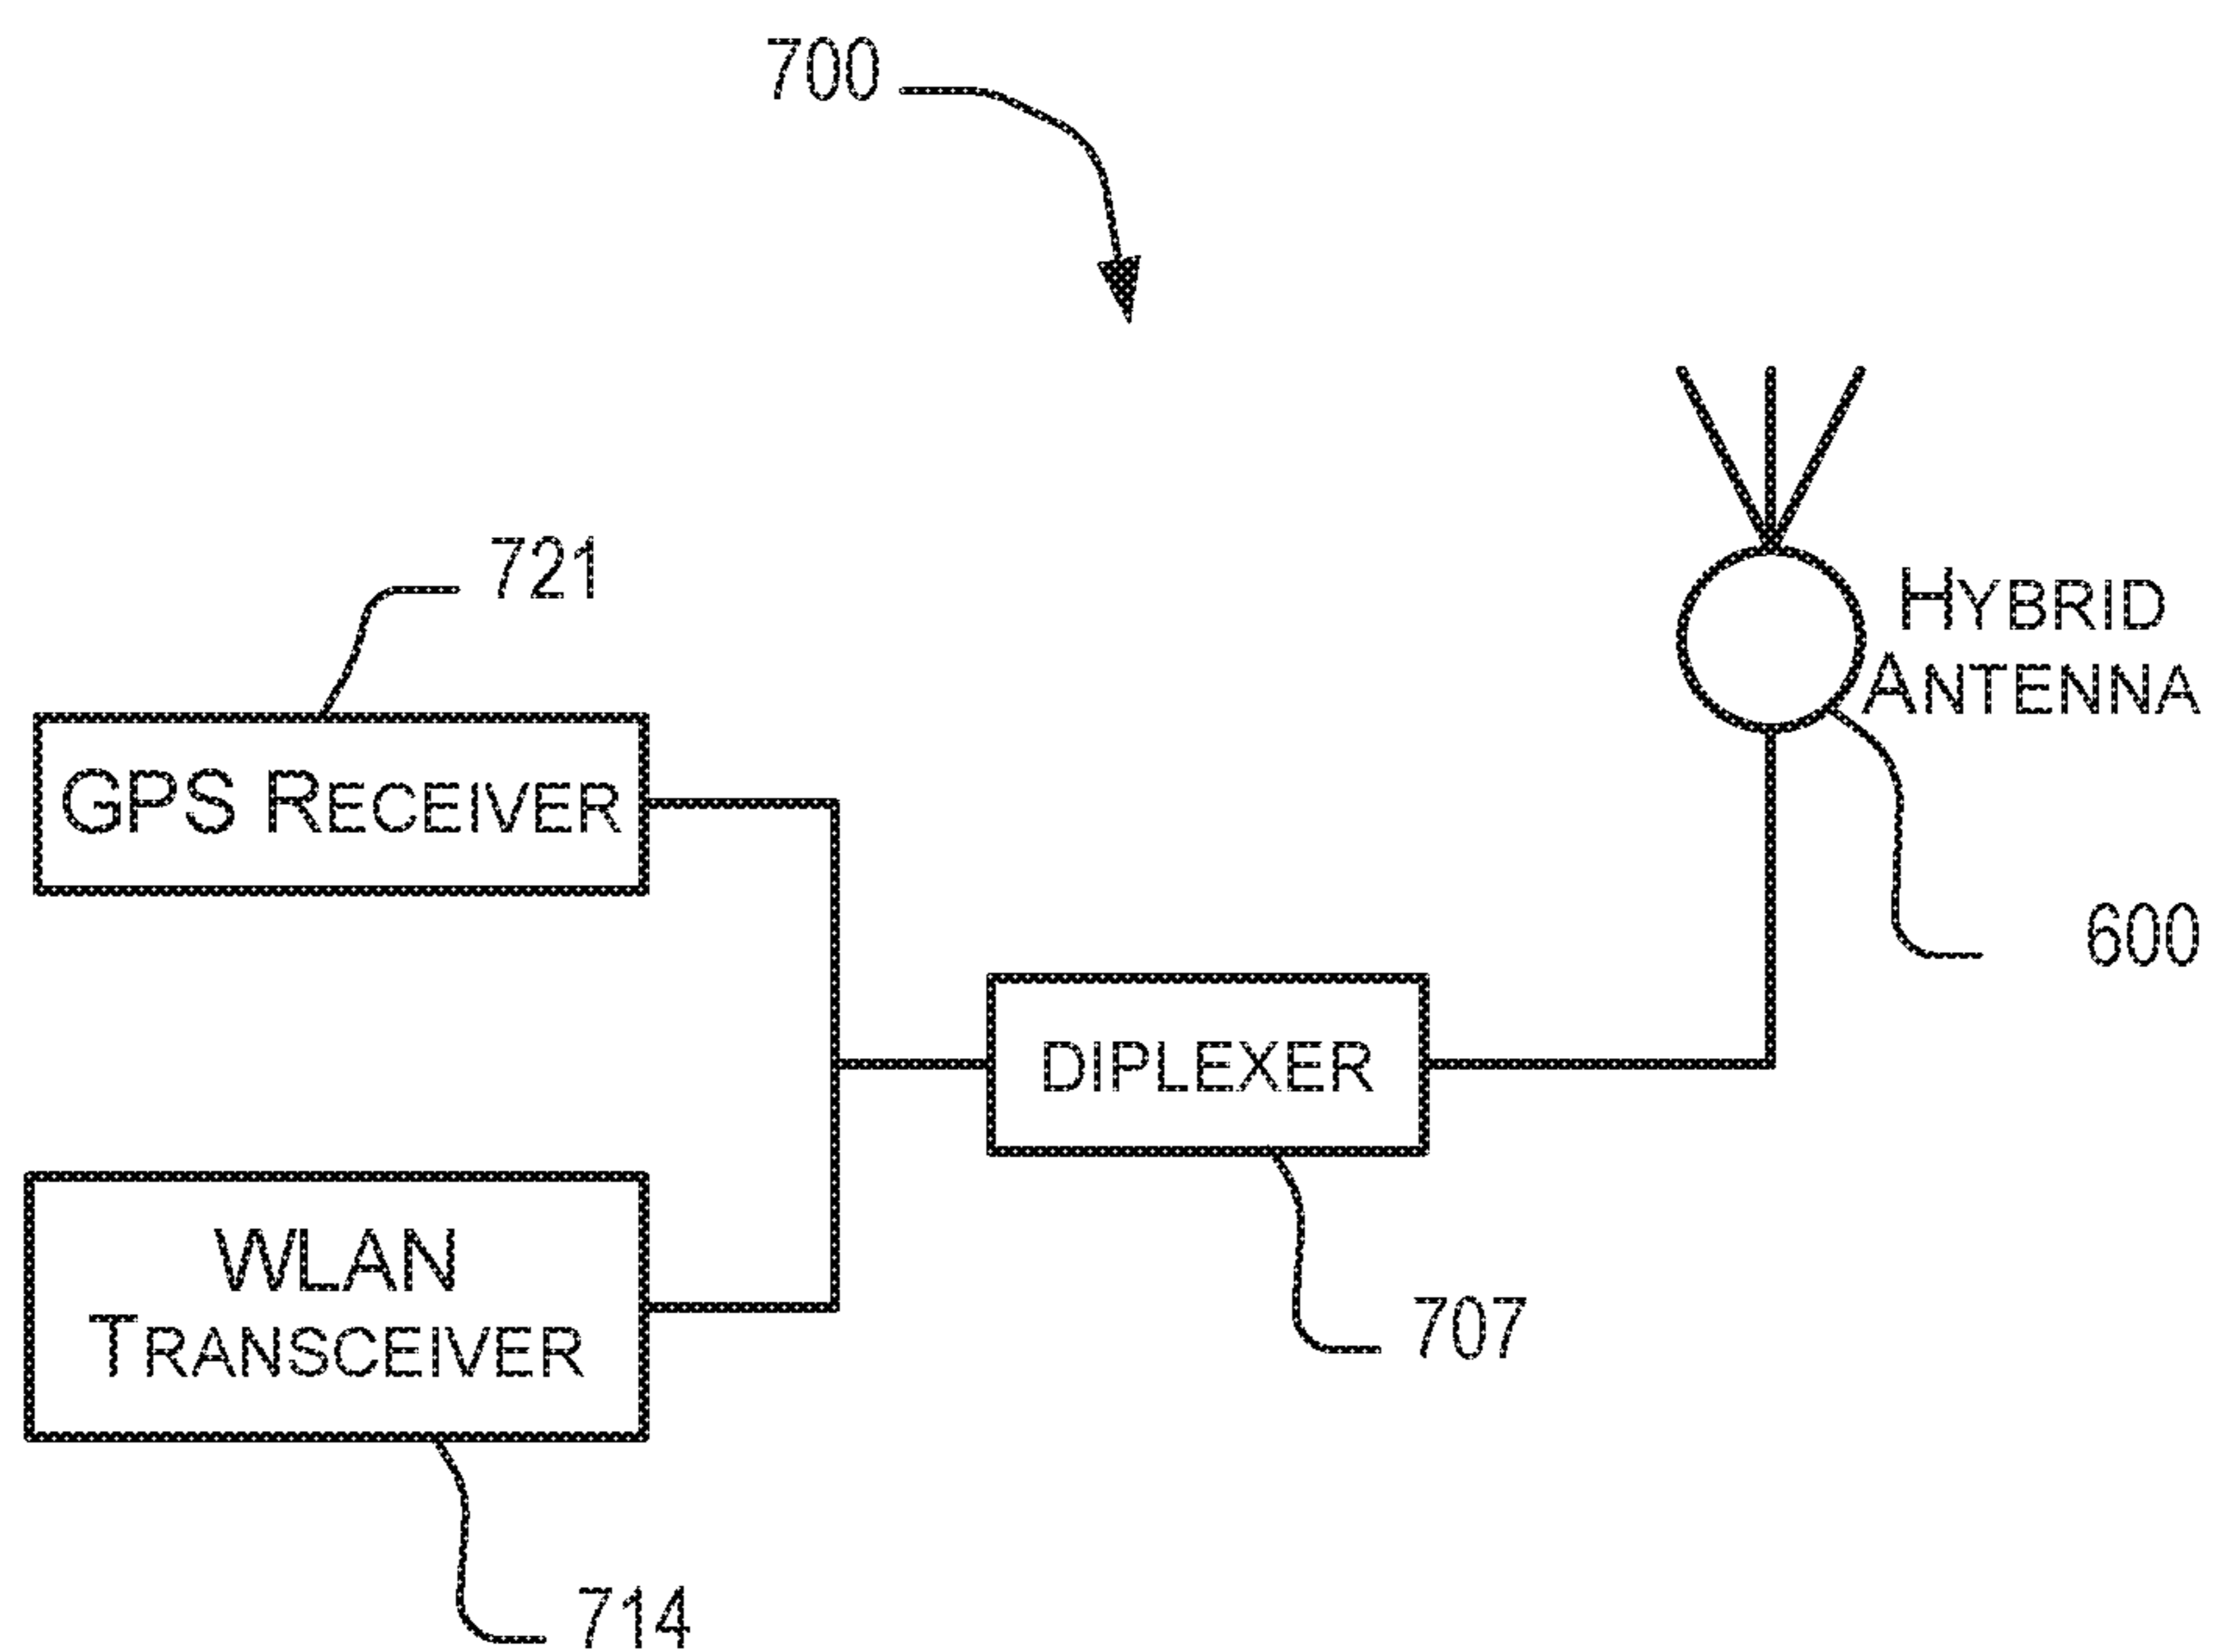 700
721
HYBRID
ANTENNA
GPS RECEIVER
600
DIPLEXER
WLAN
TRANSCEIVER
707
714